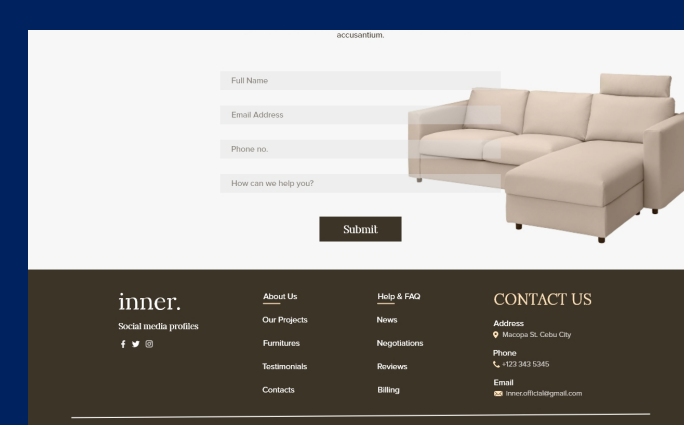 accusantium.
Full Name
Email Address
Phone no.
How can we help you?
Submit
inner.
Social media profiles
About Us
Our Projects
Furnitures
Testimonials
Contacts
Help & FAQ
News
Negotiations
Reviews
Billing
CONTACT US
Address
Macopa St. Cebu City
Phone
+123 343 5345
Email
Inner.official@gmail.com